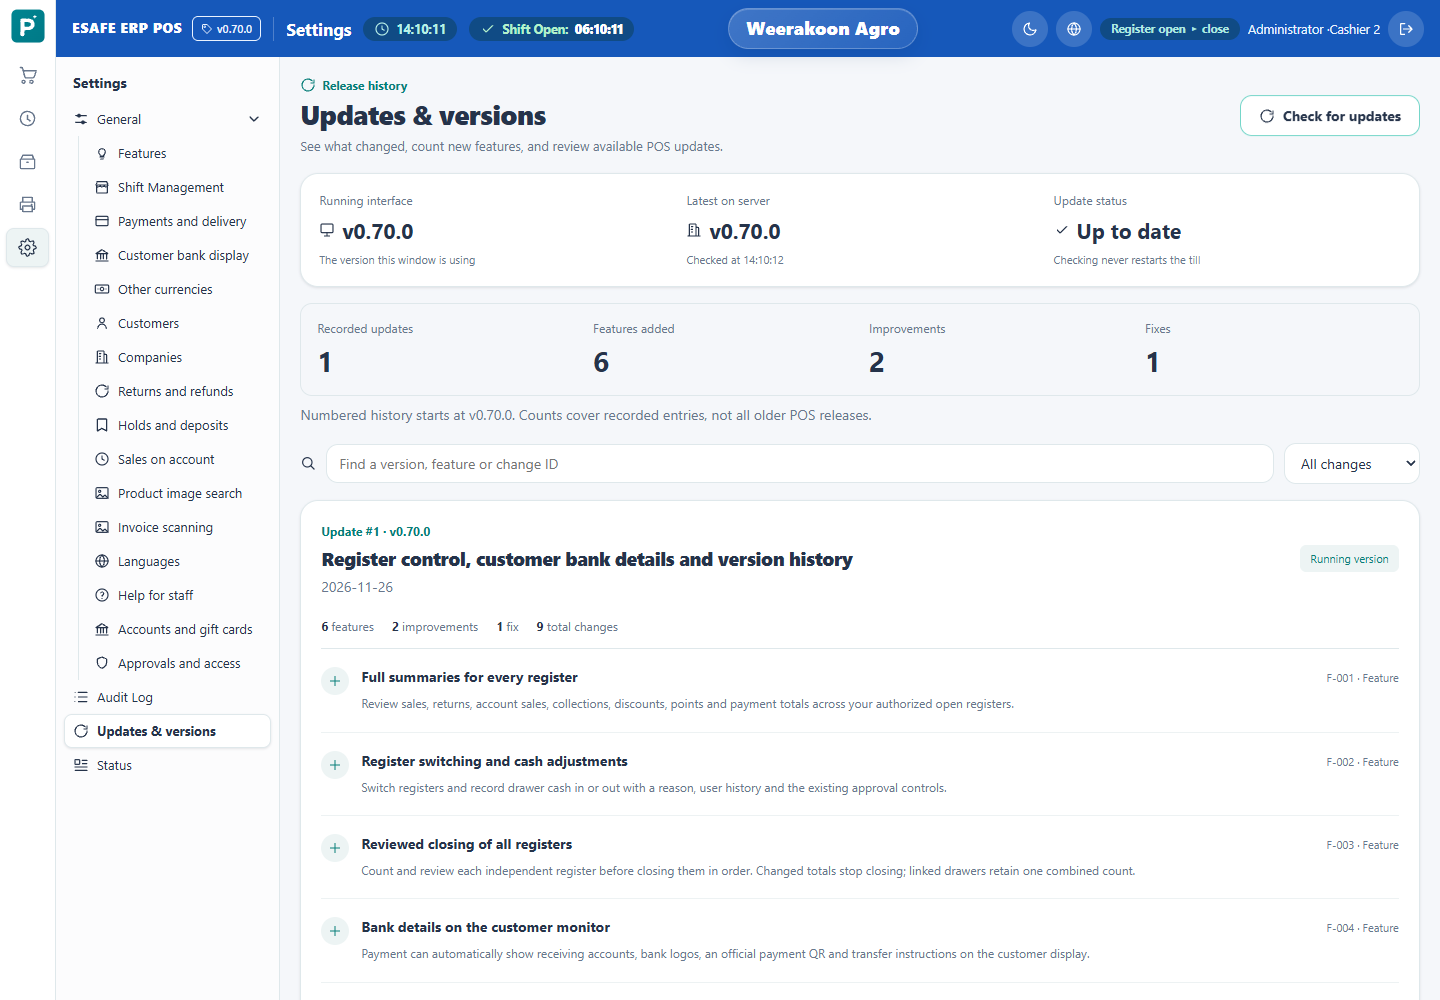 P
ESAFE ERP POS
v0.70.0
Settings
14:10:11
Shift Open: 06:10:11
Weerakoon Agro
Register open ▸ close
Administrator ·Cashier 2
Settings
General
Features
Shift Management
Payments and delivery
Customer bank display
Other currencies
Customers
Companies
Returns and refunds
Holds and deposits
Sales on account
Product image search
Invoice scanning
Languages
Help for staff
Accounts and gift cards
Approvals and access
Audit Log
Updates & versions
Status
Release history
Updates & versions
See what changed, count new features, and review available POS updates.
Check for updates
Running interface
v0.70.0
The version this window is using
Latest on server
v0.70.0
Checked at 14:10:12
Update status
Up to date
Checking never restarts the till
Recorded updates
1
Features added
6
Improvements
2
Fixes
1
Numbered history starts at v0.70.0. Counts cover recorded entries, not all older POS releases.
Find a version, feature or change ID
All changes
Update #1 · v0.70.0
Register control, customer bank details and version history
2026-11-26
Running version
6 features 2 improvements 1 fix 9 total changes
Full summaries for every register
F-001 · Feature
Review sales, returns, account sales, collections, discounts, points and payment totals across your authorized open registers.
Register switching and cash adjustments
F-002 · Feature
Switch registers and record drawer cash in or out with a reason, user history and the existing approval controls.
Reviewed closing of all registers
F-003 · Feature
Count and review each independent register before closing them in order. Changed totals stop closing; linked drawers retain one combined count.
Bank details on the customer monitor
F-004 · Feature
Payment can automatically show receiving accounts, bank logos, an official payment QR and transfer instructions on the customer display.